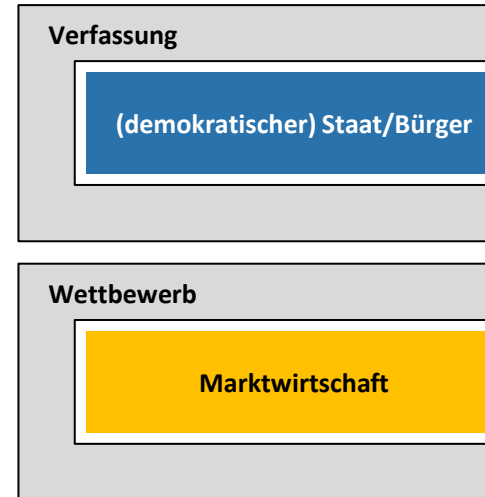 Verfassung
(demokratischer) Staat/Bürger
Wettbewerb
Marktwirtschaft